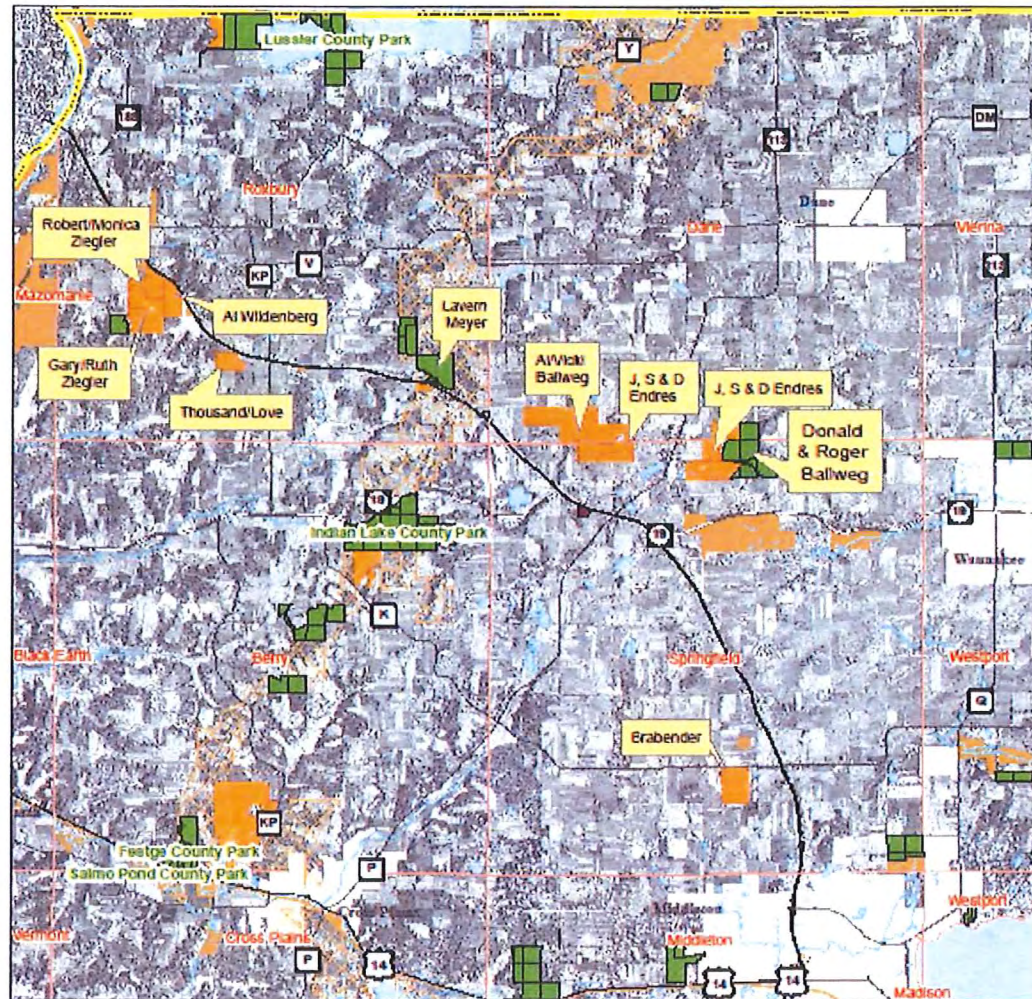 Lussier County Park
Y
188
113
DM
Roxbury
Dane
Dane
Vienna
Robert/Monica
Ziegler
V
KP
113
Mazomanie
Al Wildenberg
Lavern
Meyer
Gary/Ruth
Ziegler
Al/Vicki
Ballweg
J, S & D
Endres
J, S & D Endres
Thousand/Love
Donald
& Roger
Ballweg
19
Indian Lake County Park
19
19
Waunakee
K
Black Earth
Berry
Springfield
Westport
Q
Brabender
KP
Festge County Park
Salmo Pond County Park
P
Middleton
Westport
Vermont
Cross Plains
Middleton
P
14
14
14
Madison